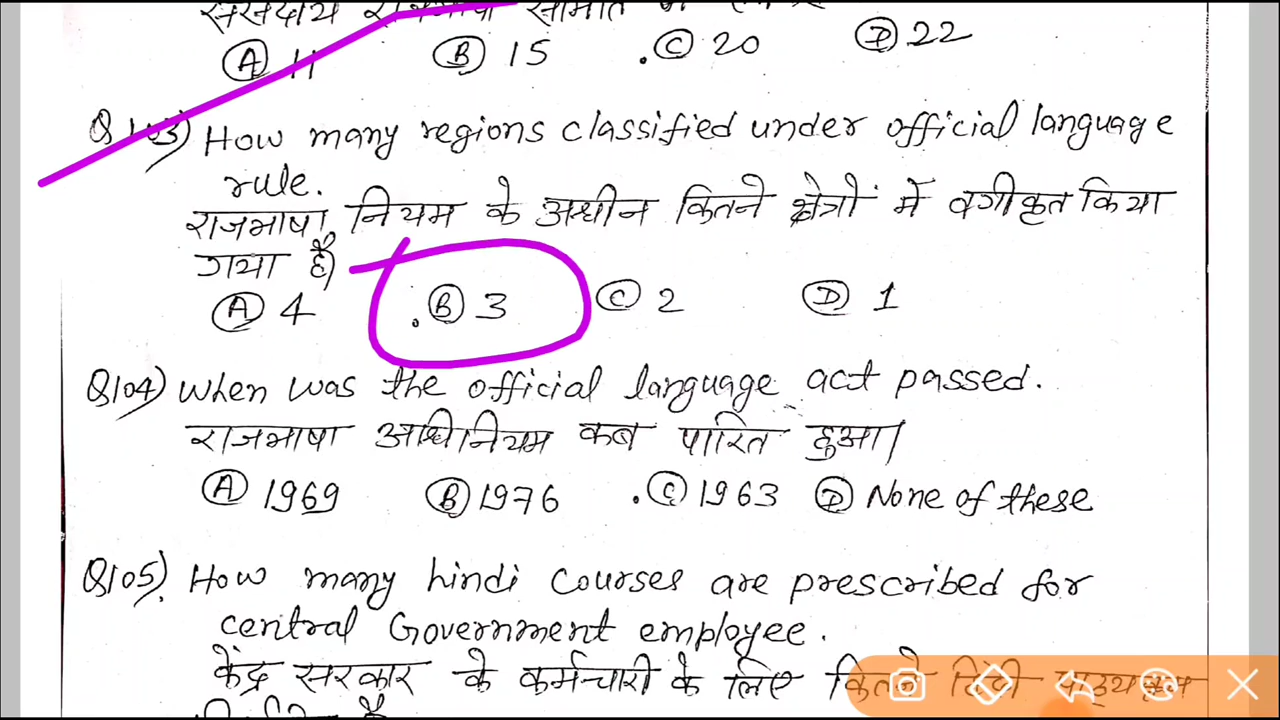 (A) 11 (B) 15 .(C) 20 (D) 22
Q103) How many regions classified under official language
rule.
राजभाषा नियम के अधीन कितने क्षेत्रों में वर्गीकृत किया
गया है
(A) 4 .(B) 3 (C) 2 (D) 1
Q104) When was the official language act passed.
राजभाषा अधिनियम कब पारित हुआ।
(A) 1969 (B) 1976 .(C) 1963 (D) None of these
Q105) How many hindi courses are prescribed for
central Government employee.
केंद्र सरकार के कर्मचारी के लिए कितने हिंदी